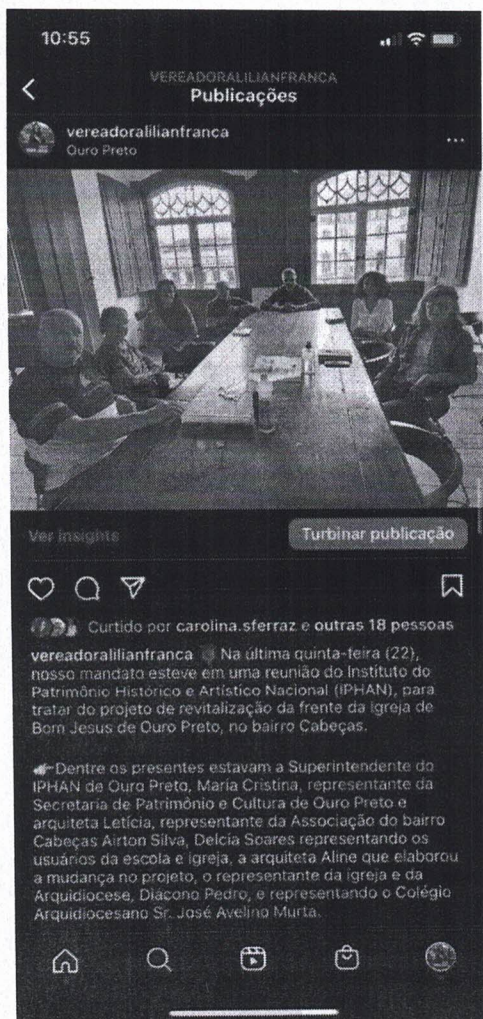 10:55
VEREADORALILIANFRANCA
Publicações
vereadoralilianfranca
Ouro Preto
Ver insights
Turbinar publicação
Curtido por carolina.sferraz e outras 18 pessoas
vereadoralilianfranca Na última quinta-feira (22),
nosso mandato esteve em uma reunião do Instituto do
Patrimônio Histórico e Artístico Nacional (IPHAN), para
tratar do projeto de revitalização da frente da Igreja de
Bom Jesus de Ouro Preto, no bairro Cabeças.
Dentre os presentes estavam a Superintendente do
IPHAN de Ouro Preto, Maria Cristina, representante da
Secretaria de Patrimônio e Cultura de Ouro Preto e
arquiteta Letícia, representante da Associação do bairro
Cabeças Airton Silva, Delcia Soares representando os
usuários da escola e igreja, a arquiteta Aline que elaborou
a mudança no projeto, o representante da igreja e da
Arquidiocese, Diácono Pedro, e representando o Colégio
Arquidiocesano Sr. José Avelino Murta.